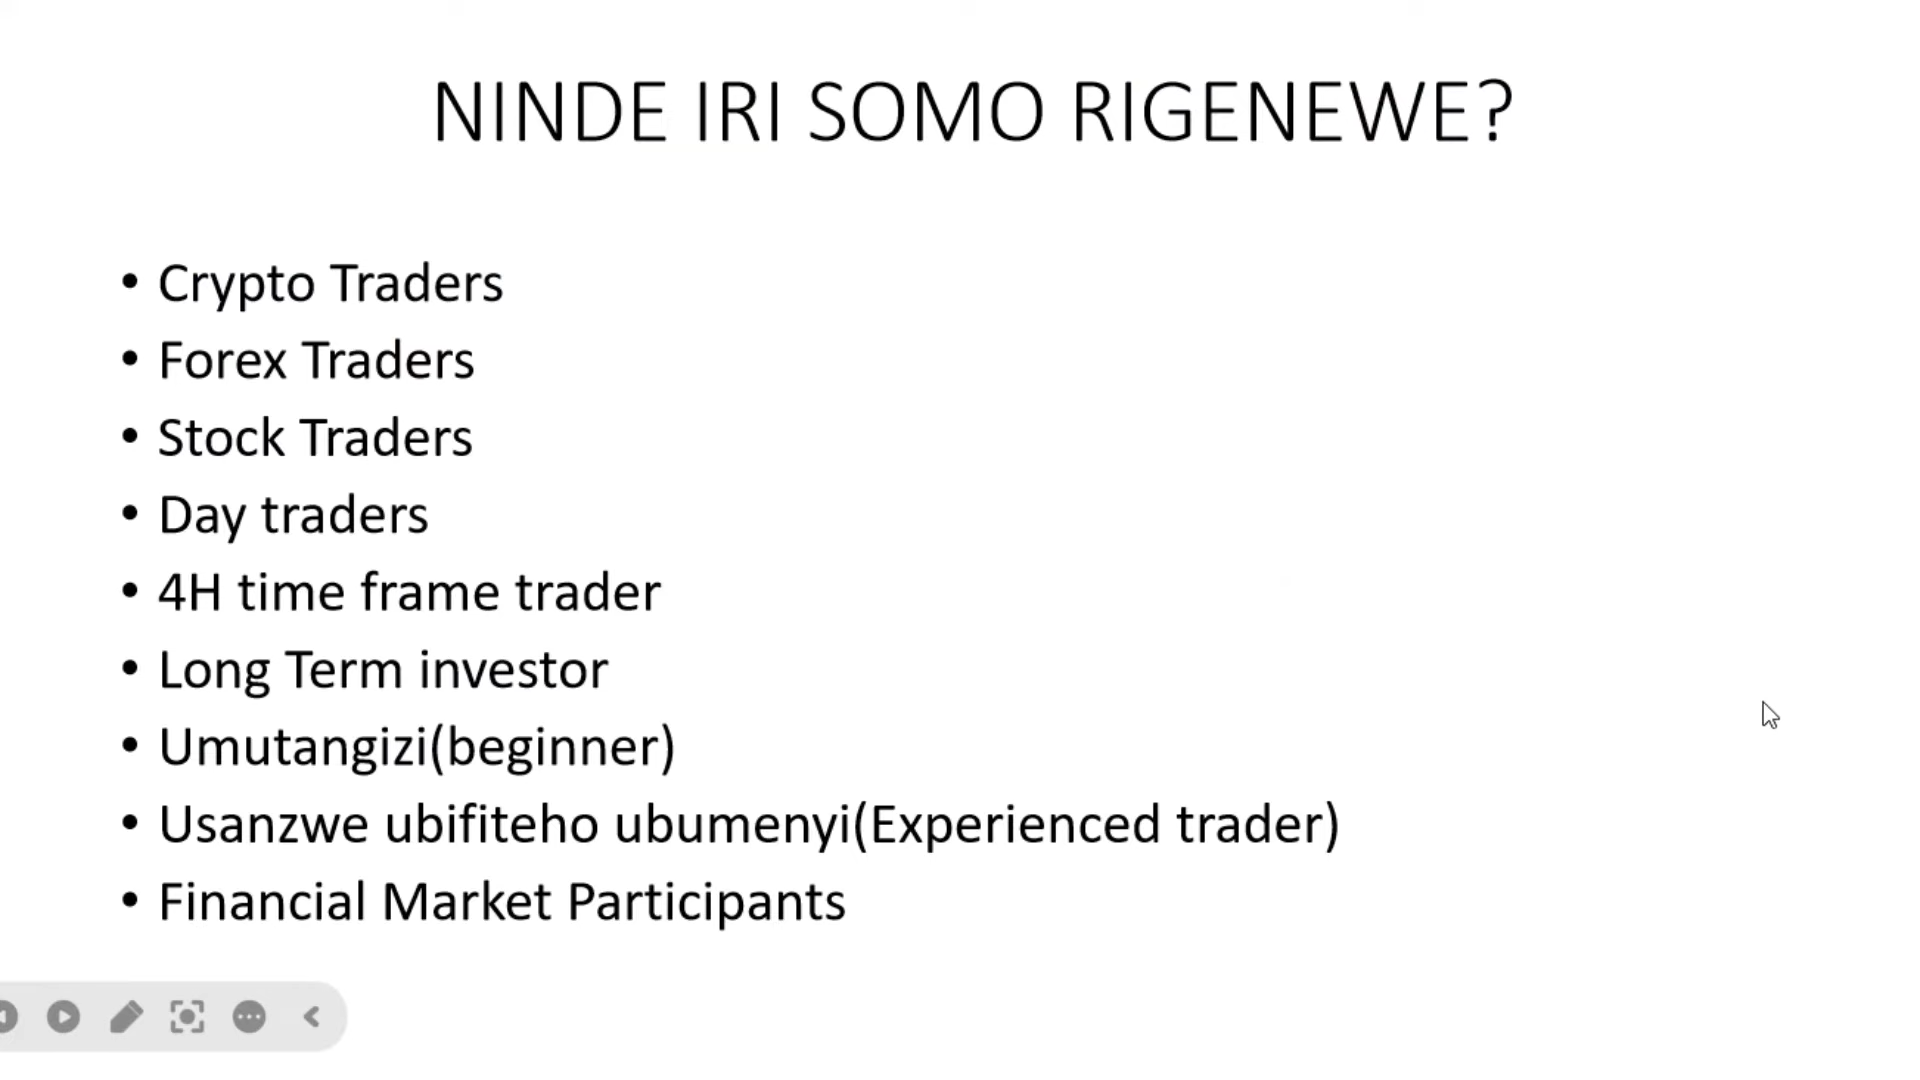 NINDE IRI SOMO RIGENEWE?
• Crypto Traders
• Forex Traders
• Stock Traders
• Day traders
• 4H time frame trader
• Long Term investor
• Umutangizi(beginner)
• Usanzwe ubifiteho ubumenyi(Experienced trader)
• Financial Market Participants